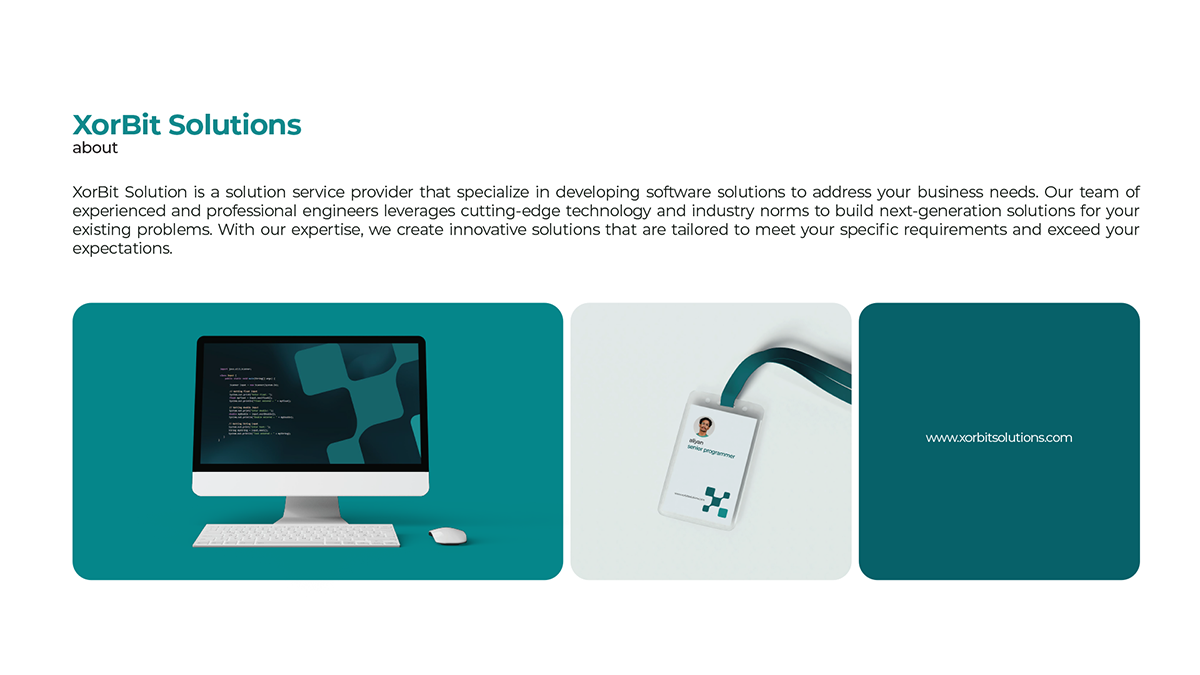 XorBit Solutions
about
XorBit Solution is a solution service provider that specialize in developing software solutions to address your business needs. Our team of
experienced and professional engineers leverages cutting-edge technology and industry norms to build next-generation solutions for your
existing problems. With our expertise, we create innovative solutions that are tailored to meet your specific requirements and exceed your
expectations.
aliyan
senior programmer
www.xorbitsolutions.com